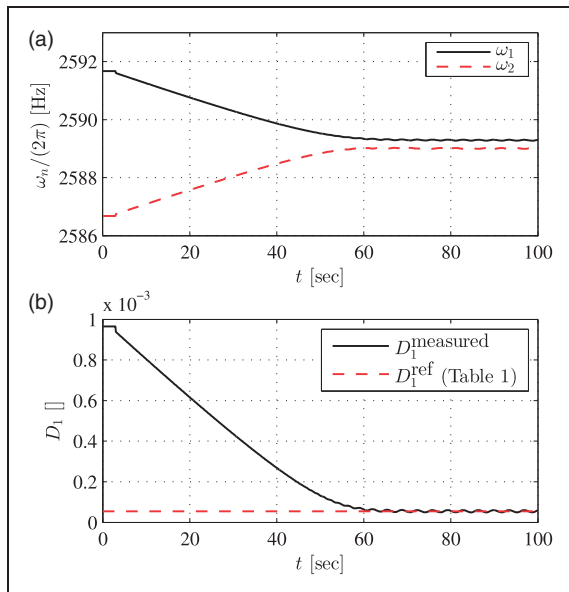 (a)
2592
2590
2588
2586
ωₙ/(2π) [Hz]
ω₁
ω₂
0
20
40
60
80
100
t [sec]
(b)
x 10⁻³
1
0.8
0.6
0.4
0.2
0
D₁ []
D₁^measured
D₁^ref (Table 1)
0
20
40
60
80
100
t [sec]